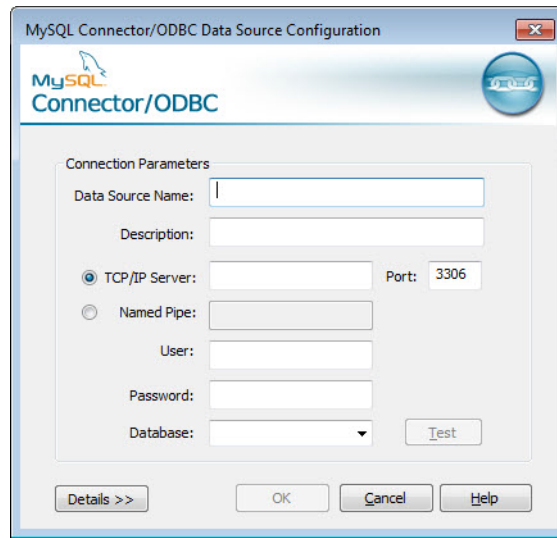 MySQL Connector/ODBC Data Source Configuration
MySQL
Connector/ODBC
Connection Parameters
Data Source Name:
Description:
TCP/IP Server: Port: 3306
Named Pipe:
User:
Password:
Database: Test
Details >> OK Cancel Help